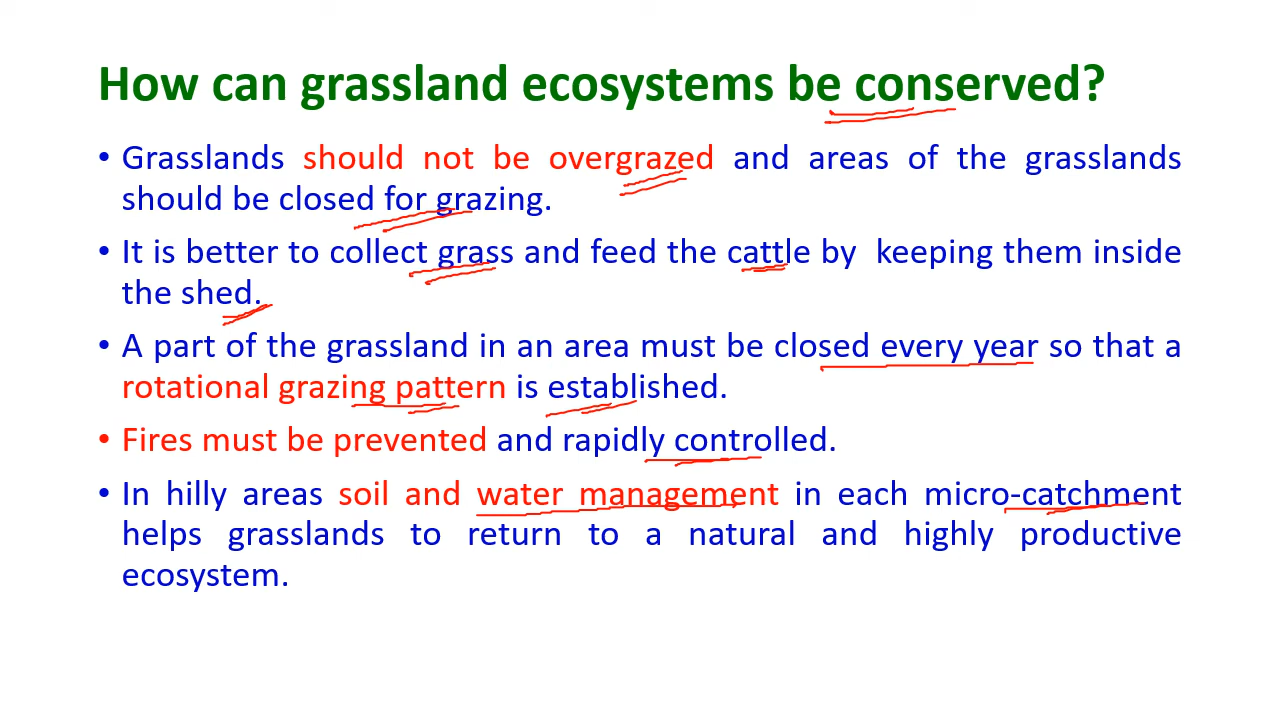 How can grassland ecosystems be conserved?
• Grasslands should not be overgrazed and areas of the grasslands
should be closed for grazing.
• It is better to collect grass and feed the cattle by keeping them inside
the shed.
• A part of the grassland in an area must be closed every year so that a
rotational grazing pattern is established.
• Fires must be prevented and rapidly controlled.
• In hilly areas soil and water management in each micro-catchment
helps grasslands to return to a natural and highly productive
ecosystem.